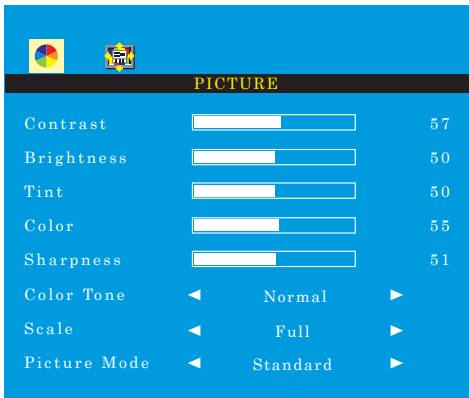 PICTURE
Contrast 57
Brightness 50
Tint 50
Color 55
Sharpness 51
Color Tone Normal
Scale Full
Picture Mode Standard